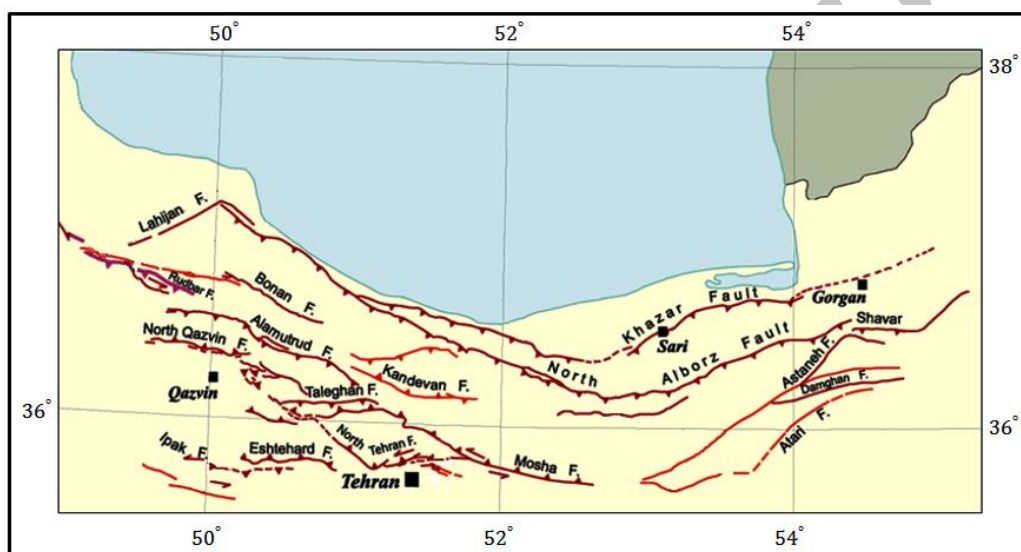 50° 52° 54°
38°
Lahijan F.
Rudbar F.
Bonan F.
Khazar Fault
Gorgan
Sari
Shavar
North Qazvin F.
Alamutrud F.
North Alborz Fault
Astaneh F.
Kandevan F.
Damghan F.
Qazvin
Taleghan F.
36° 36°
Atari F.
Ipak F.
Eshtehard F.
North Tehran F.
Mosha F.
Tehran
50° 52° 54°